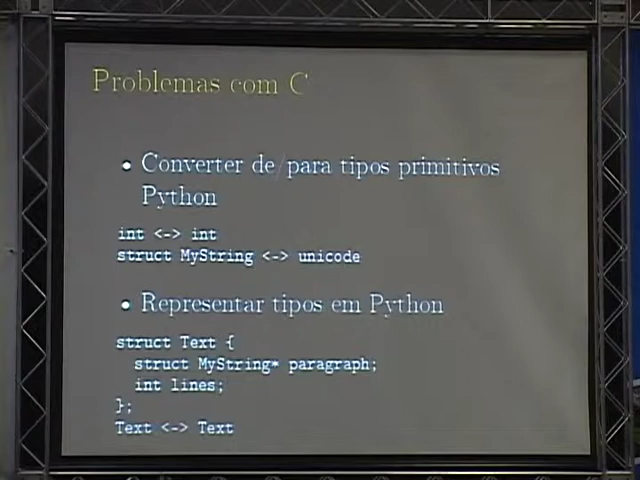 Problemas com C
• Converter de/para tipos primitivos
Python
int <-> int
struct MyString <-> unicode
• Representar tipos em Python
struct Text {
struct MyString* paragraph;
int lines;
};
Text <-> Text